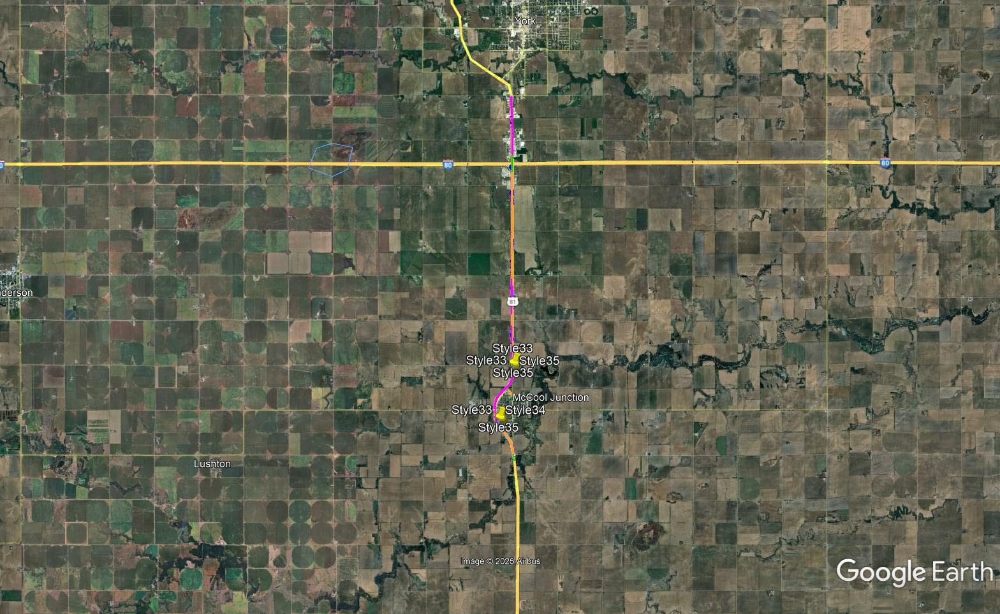 York
80
80
0
81
nderson
Style33
Style33
Style35
Style35
McCool Junction
Style33
Style34
Style35
Lushton
Image © 2025 Airbus
Google Earth